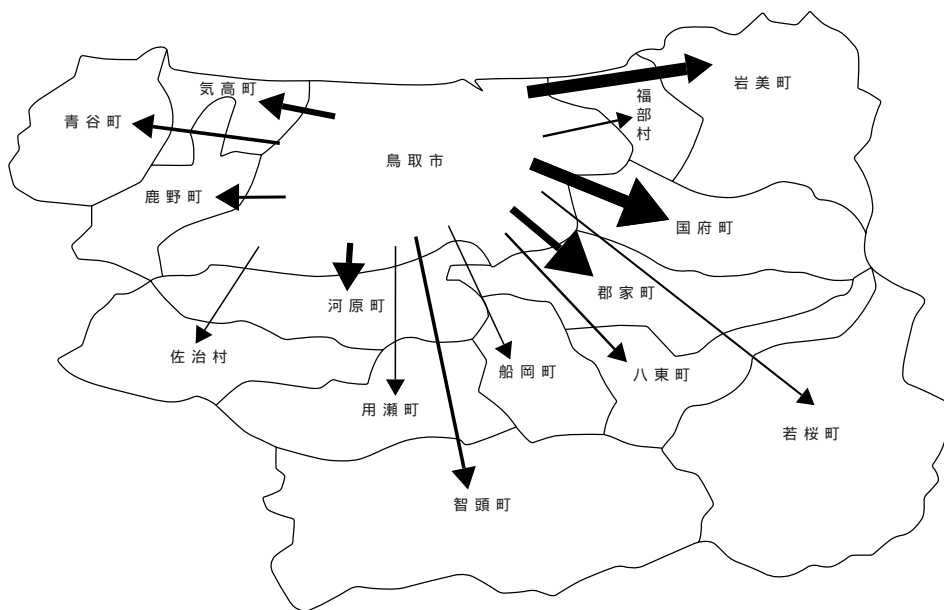 岩美町
気高町
福部村
青谷町
鳥取市
鹿野町
国府町
郡家町
河原町
佐治村
船岡町
八東町
用瀬町
若桜町
智頭町